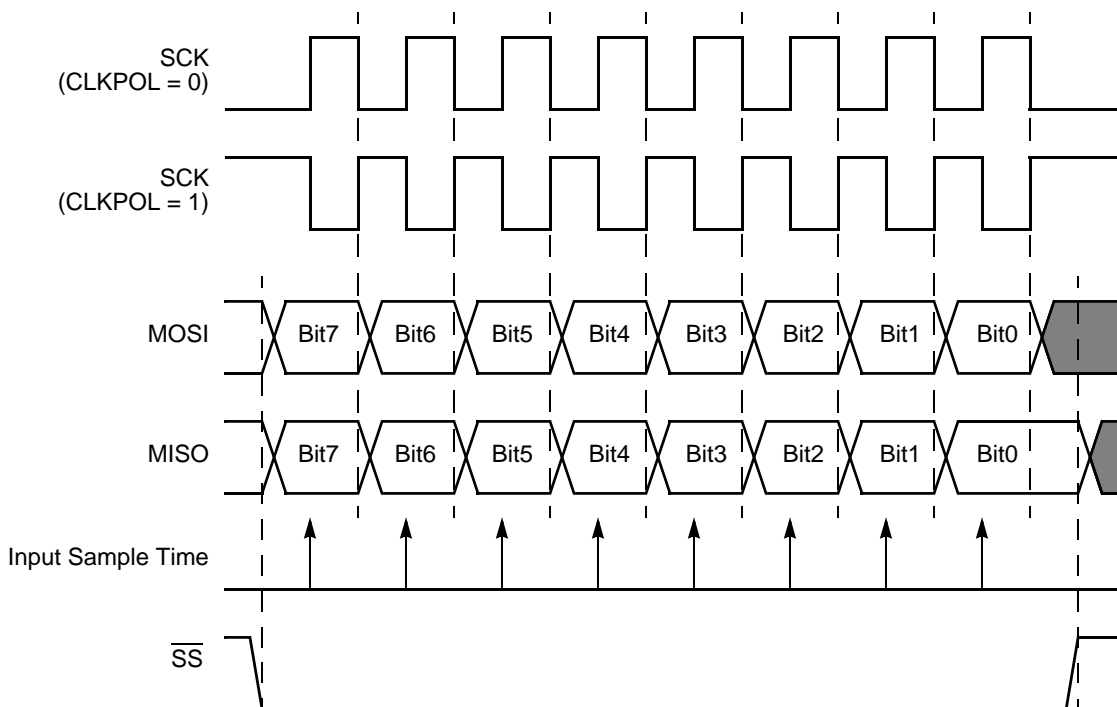 SCK
(CLKPOL = 0)
SCK
(CLKPOL = 1)
MOSI
Bit7 Bit6 Bit5 Bit4 Bit3 Bit2 Bit1 Bit0
MISO
Bit7 Bit6 Bit5 Bit4 Bit3 Bit2 Bit1 Bit0
Input Sample Time
SS